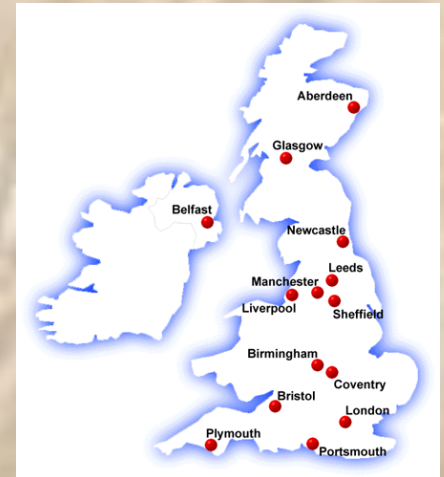 Aberdeen
Glasgow
Belfast
Newcastle
Leeds
Manchester
Liverpool
Sheffield
Birmingham
Coventry
Bristol
London
Plymouth
Portsmouth